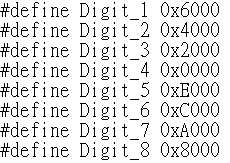 #define Digit_1 0x6000
#define Digit_2 0x4000
#define Digit_3 0x2000
#define Digit_4 0x0000
#define Digit_5 0xE000
#define Digit_6 0xC000
#define Digit_7 0xA000
#define Digit_8 0x8000